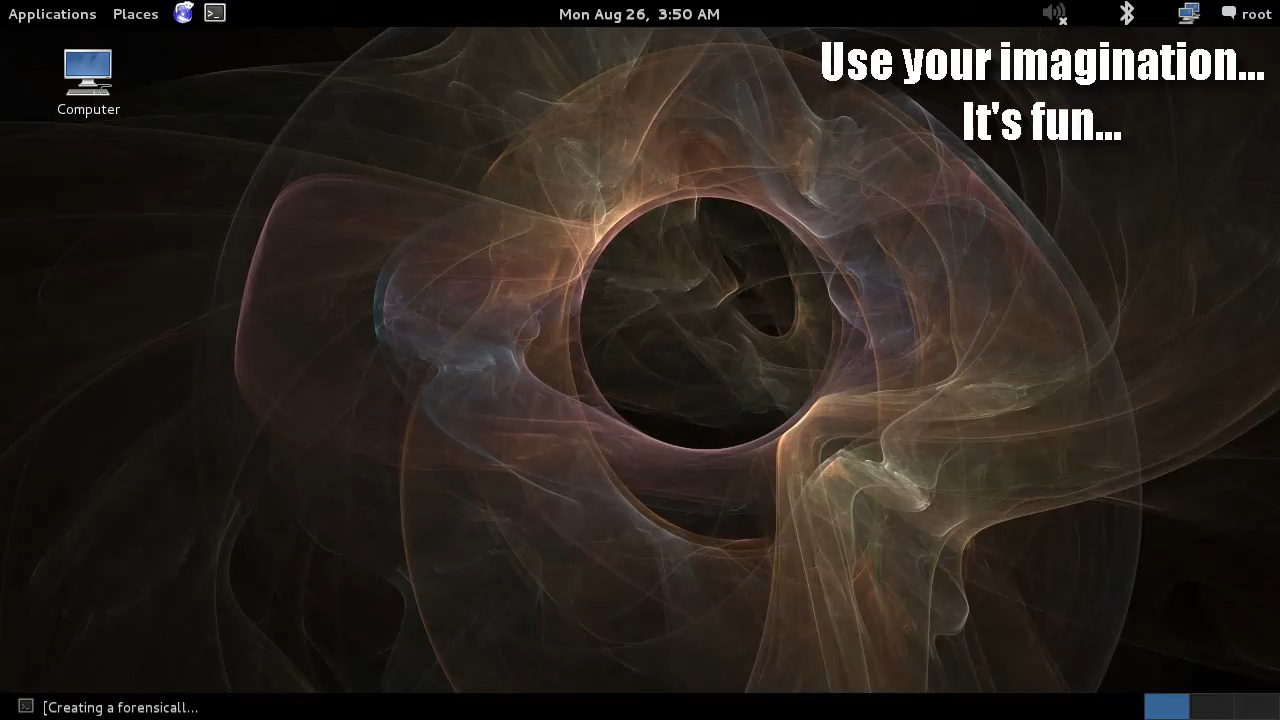 Applications Places Mon Aug 26, 3:50 AM root
Use your imagination...
It's fun...
Computer
[Creating a forensicall...